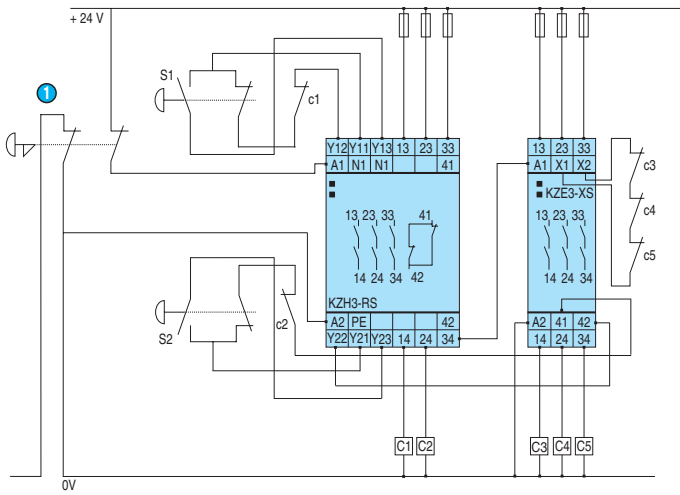 + 24 V
S1
1
c1
Y12 Y11 Y13 13 23 33
A1 N1 N1 41
13 23 33 41
14 24 34 42
KZH3-RS
A2 PE 42
Y22 Y21 Y23 14 24 34
13 23 33
A1 X1 X2
KZE3-XS
13 23 33
14 24 34
A2 41 42
14 24 34
c3
c4
c5
S2
c2
C1 C2
C3 C4 C5
0V